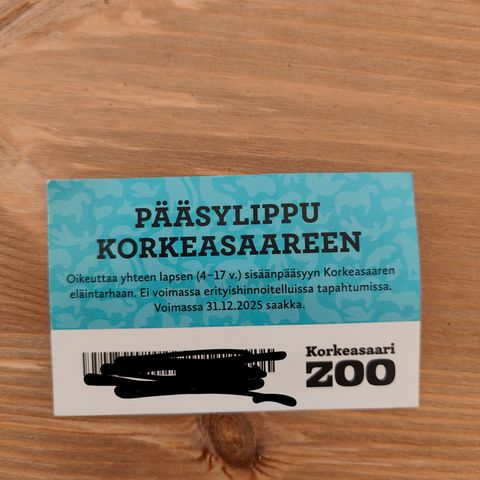 PÄÄSYLIPPU
KORKEASAAREEN
Oikeuttaa yhteen lapsen (4–17 v.) sisäänpääsyyn Korkeasaaren
eläintarhaan. Ei voimassa erityishinnoitelluissa tapahtumissa.
Voimassa 31.12.2025 saakka.
Korkeasaari
ZOO